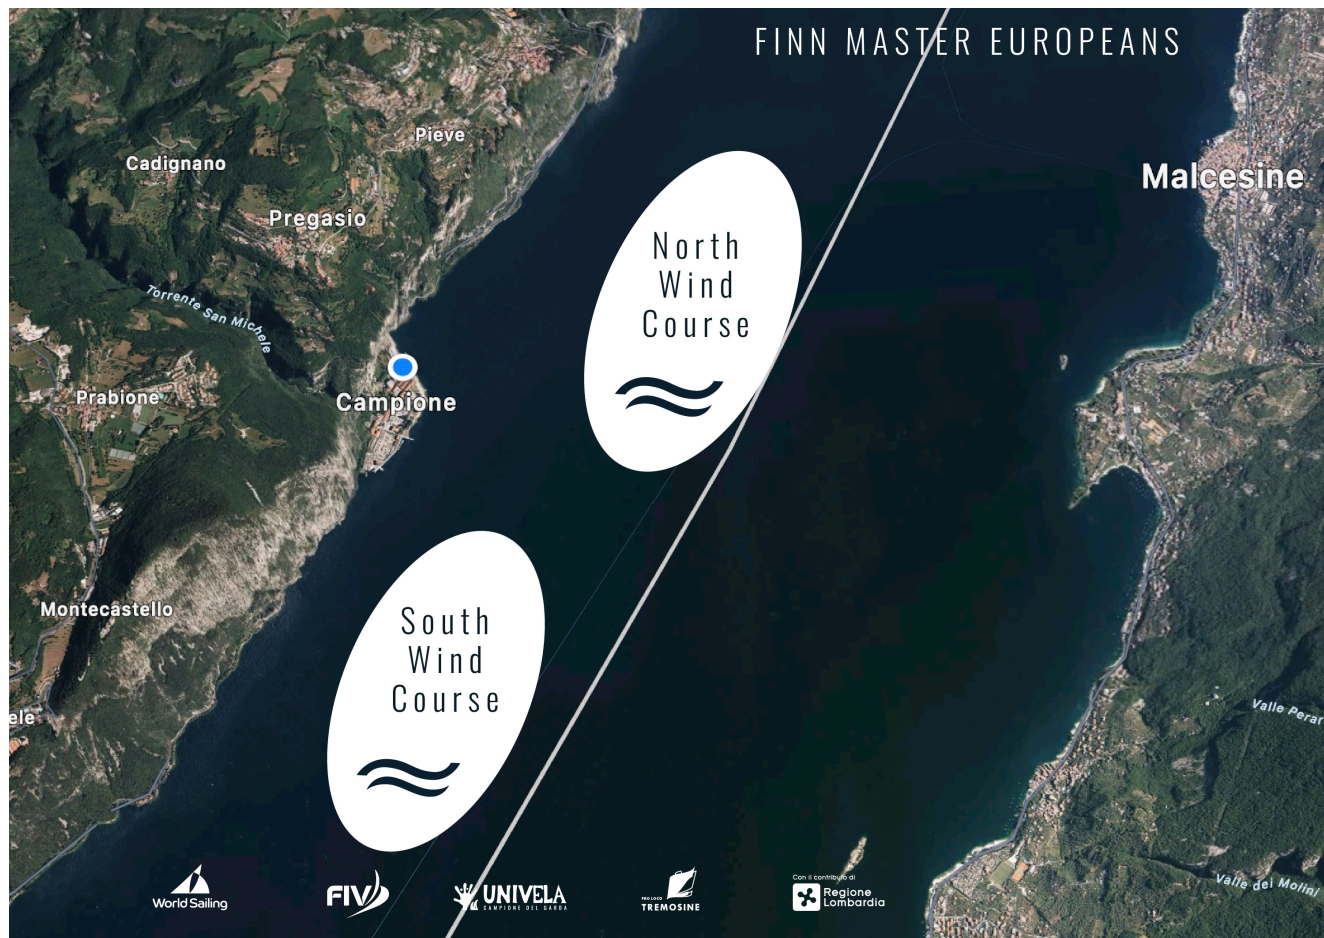 FINN MASTER EUROPEANS
Pieve
Cadignano
Malcesine
Pregasio
North
Wind
Course
Torrente San Michele
Prabione
Campione
Montecastello
South
Wind
Course
ele
Valle Perar
Valle dei Molini
World Sailing
FIV
UNIVELA
CAMPIONE DEL GARDA
PRO LOCO
TREMOSINE
Con il contributo di
Regione
Lombardia